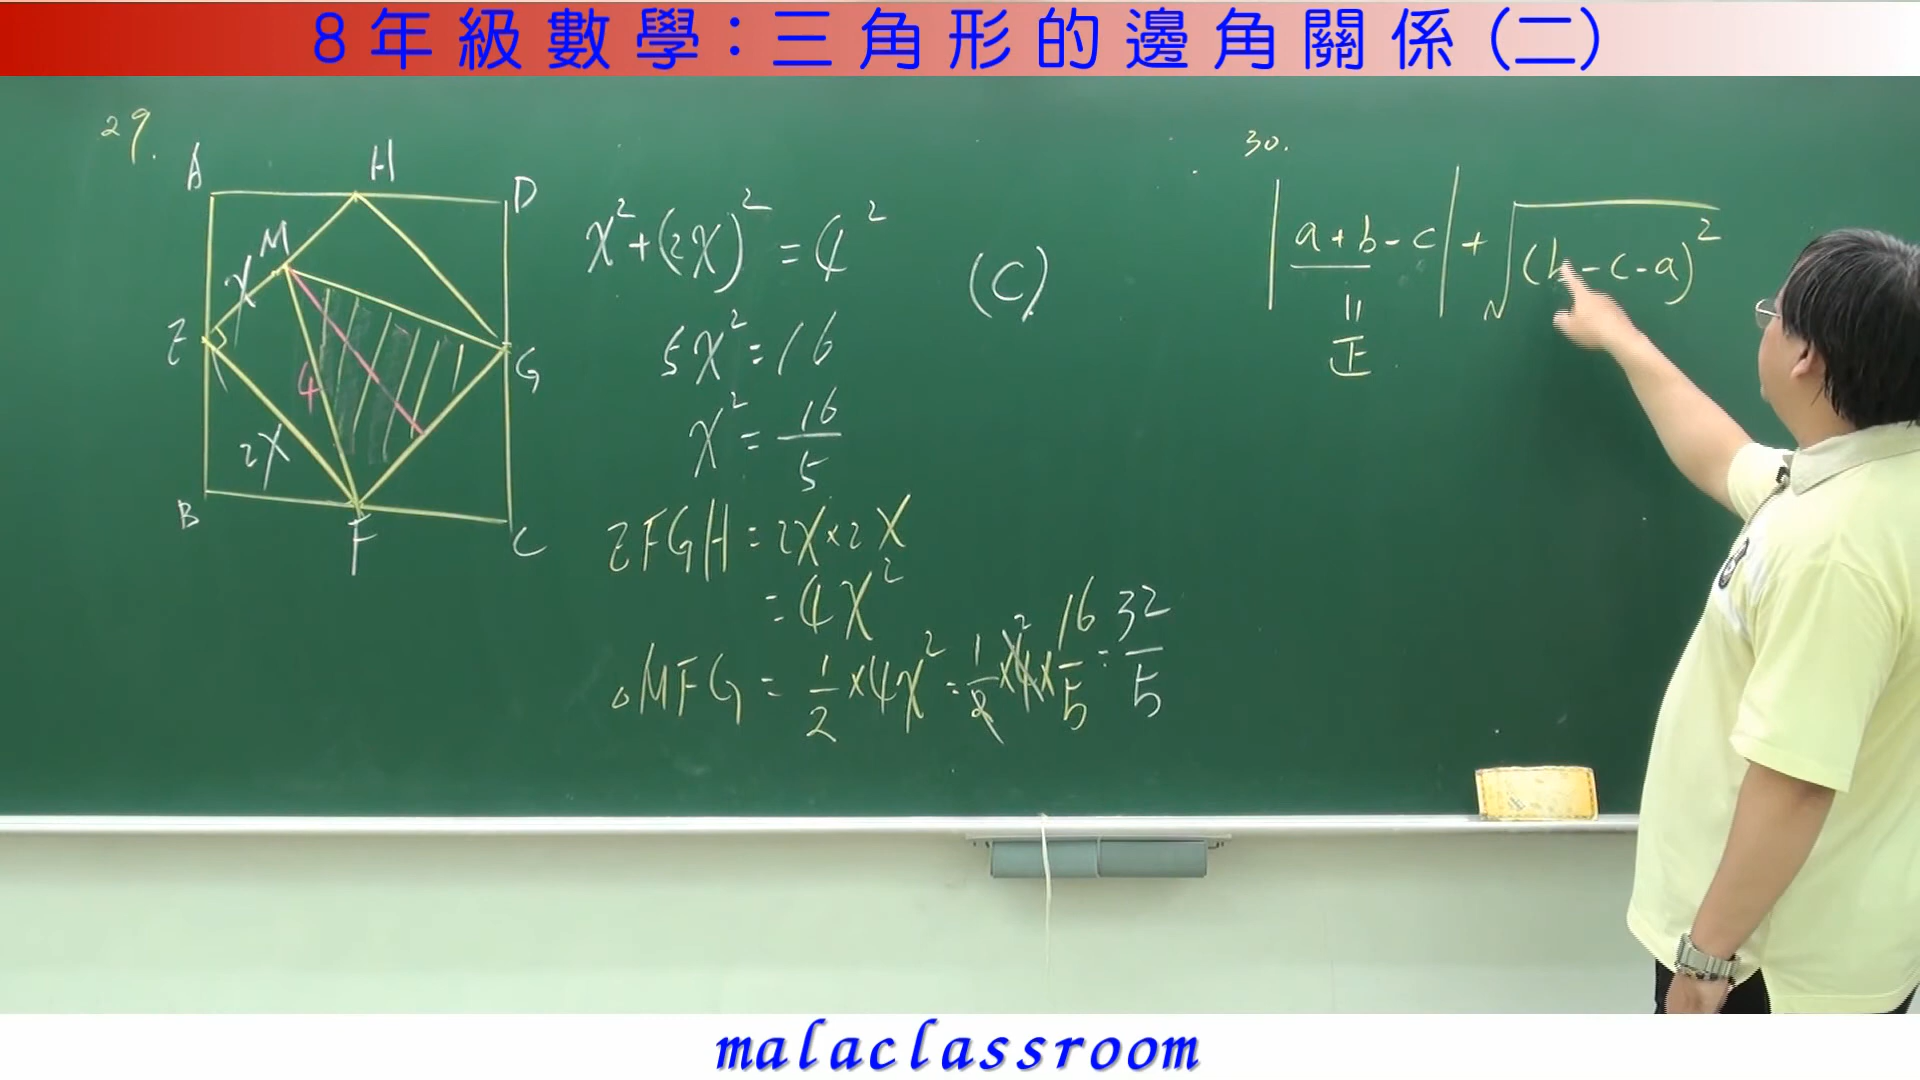 8年級數學:三角形的邊角關係(二)
29.
A H D
M
x
E G
4
2x
B F C
x²+(2x)²=4²
5x²=16
x²=16/5
EFGH=2x×2x
=4x²
△MFG=1/2×4x²=1/2×4×16/5=32/5
2
(C)
30.
|a+b-c|+√(b-c-a)²
=
正
malaclassroom